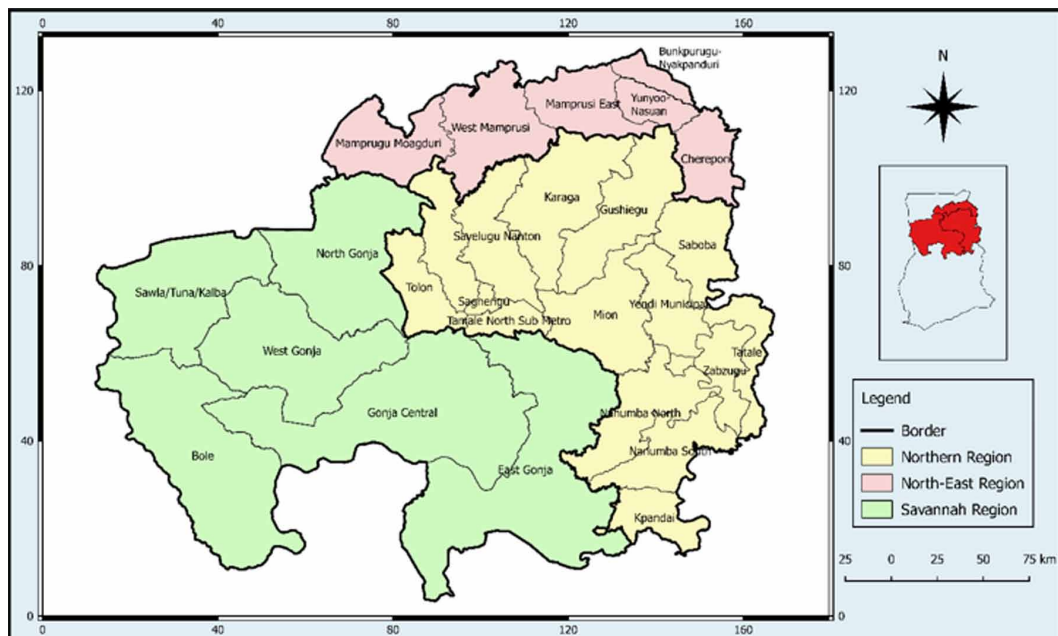 0 40 80 120 160
N
120 120
80 80
40 40
0 0
0 40 80 120 160
Bunkpurugu-
Nyakpanduri
Mamprusi East
Yunyoo-
Nasuan
West Mamprusi
Mamprugu Moagduri
Cherepon
Karaga
Gushiegu
Savelugu Nanton
North Gonja
Saboba
Sawla/Tuna/Kalba
Tolon
Sagnengu
Yendi Municipal
Tamale North Sub Metro
Mion
West Gonja
Tatale
Zabzugu
Gonja Central
Nanumba North
Bole
Nanumba South
East Gonja
Kpandai
Legend
Border
Northern Region
North-East Region
Savannah Region
25 0 25 50 75 km